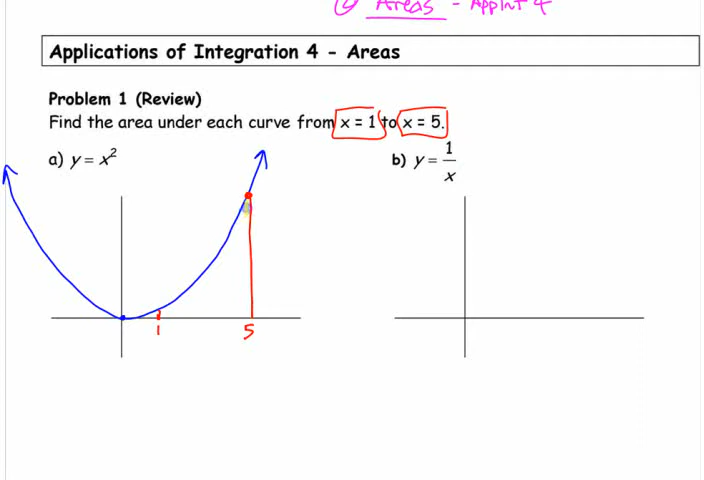 Areas - AppInt 4
Applications of Integration 4 - Areas
Problem 1 (Review)
Find the area under each curve from x = 1 to x = 5.
a) y = x²
b) y = 1/x
1
5